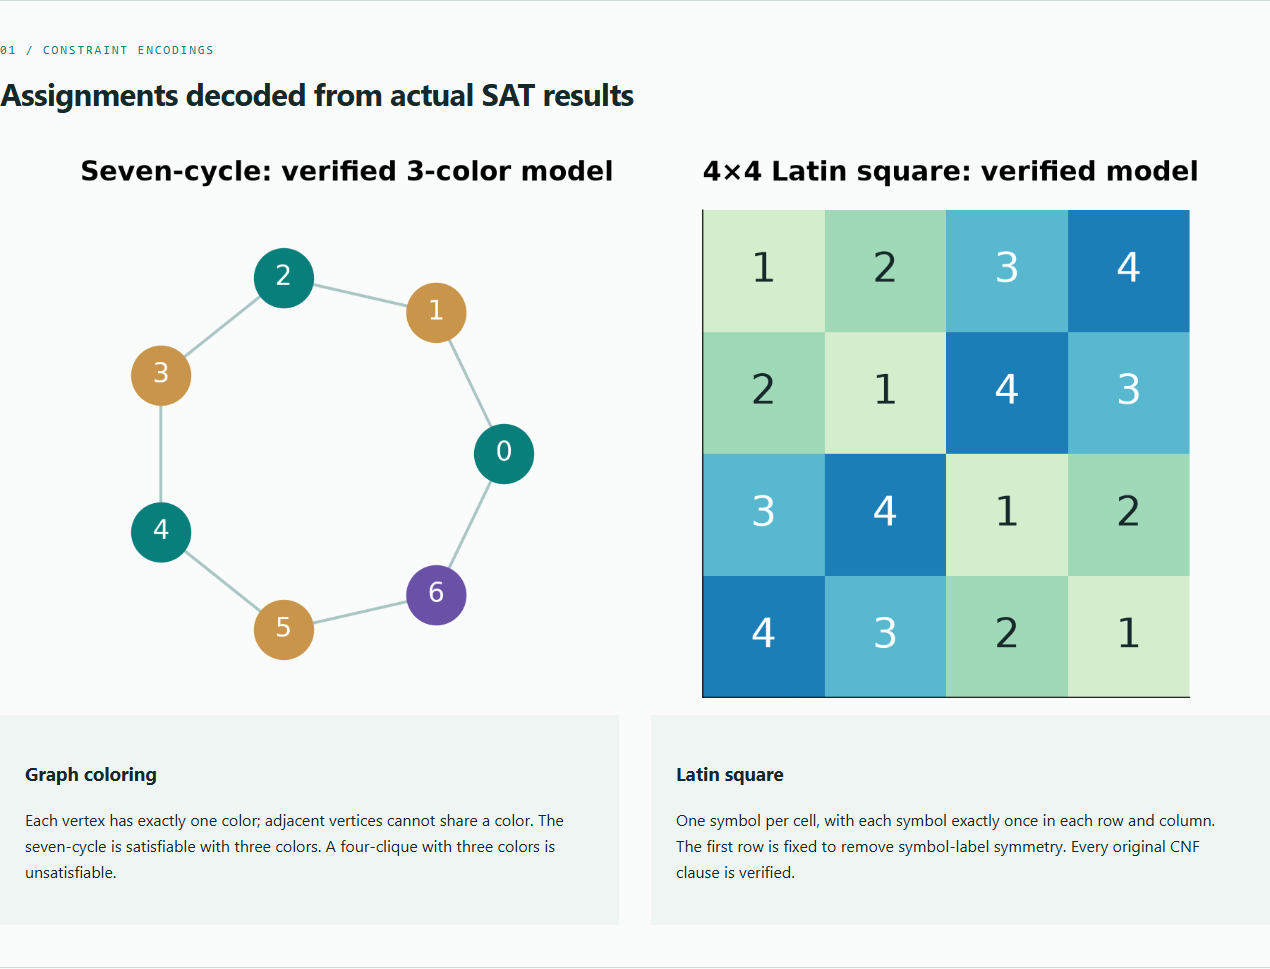 01 / CONSTRAINT ENCODINGS
Assignments decoded from actual SAT results
Seven-cycle: verified 3-color model
2
1
3
0
4
6
5
4×4 Latin square: verified model
1 2 3 4
2 1 4 3
3 4 1 2
4 3 2 1
Graph coloring
Each vertex has exactly one color; adjacent vertices cannot share a color. The
seven-cycle is satisfiable with three colors. A four-clique with three colors is
unsatisfiable.
Latin square
One symbol per cell, with each symbol exactly once in each row and column.
The first row is fixed to remove symbol-label symmetry. Every original CNF
clause is verified.